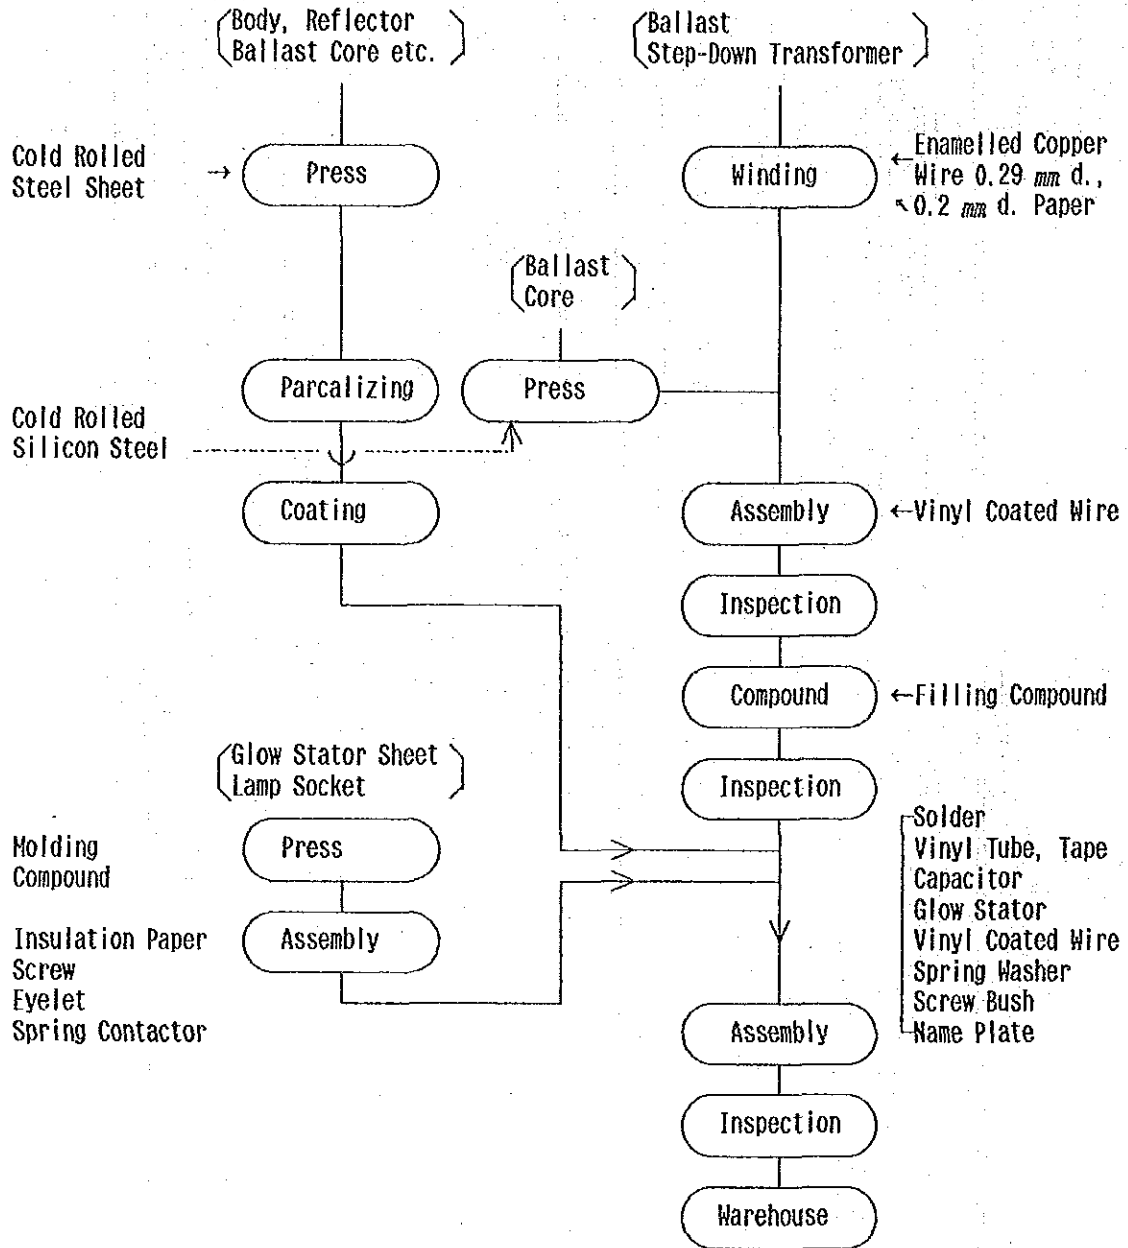 Body, Reflector
Ballast Core etc.
Ballast
Step-Down Transformer
Cold Rolled
Steel Sheet
Press
Winding
Enamelled Copper
Wire 0.29 mm d.,
0.2 mm d. Paper
Ballast
Core
Parcalizing
Press
Cold Rolled
Silicon Steel
Coating
Assembly
Vinyl Coated Wire
Inspection
Compound
Filling Compound
Glow Stator Sheet
Lamp Socket
Inspection
Molding
Compound
Press
Solder
Vinyl Tube, Tape
Capacitor
Glow Stator
Vinyl Coated Wire
Spring Washer
Screw Bush
Name Plate
Insulation Paper
Screw
Eyelet
Spring Contactor
Assembly
Assembly
Inspection
Warehouse